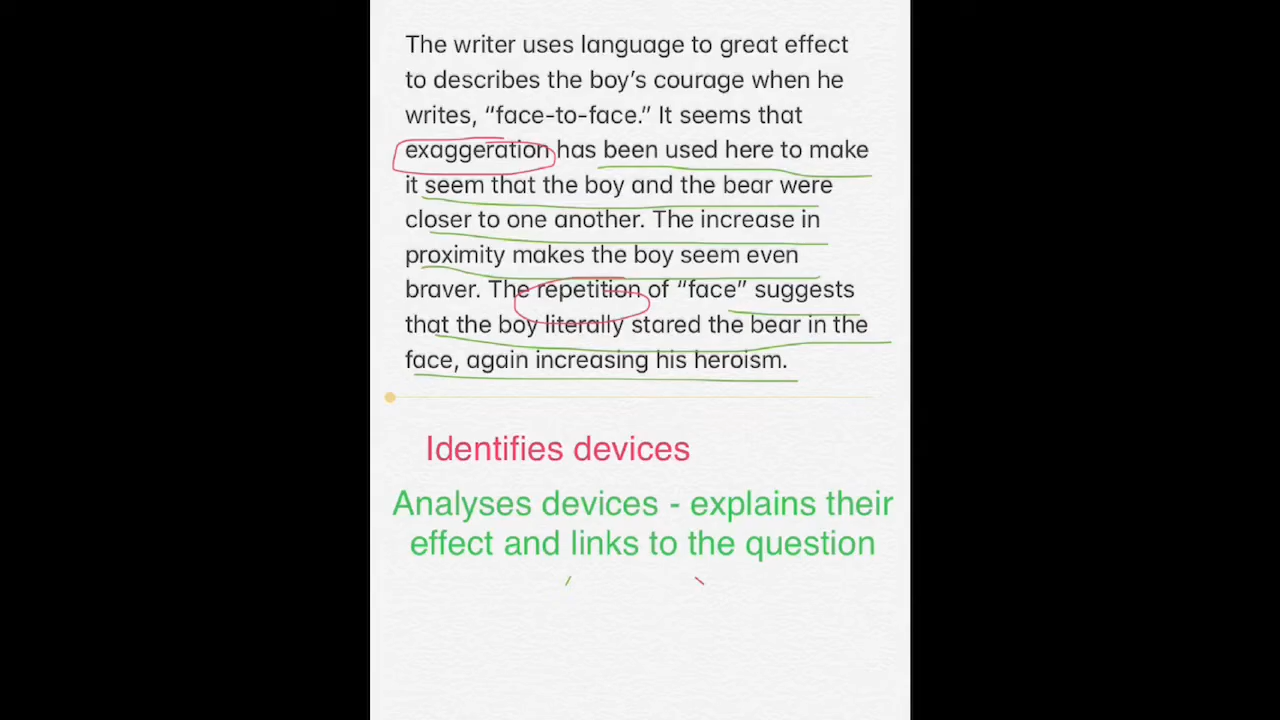 The writer uses language to great effect
to describes the boy’s courage when he
writes, “face-to-face.” It seems that
exaggeration has been used here to make
it seem that the boy and the bear were
closer to one another. The increase in
proximity makes the boy seem even
braver. The repetition of “face” suggests
that the boy literally stared the bear in the
face, again increasing his heroism.
Identifies devices
Analyses devices - explains their
effect and links to the question